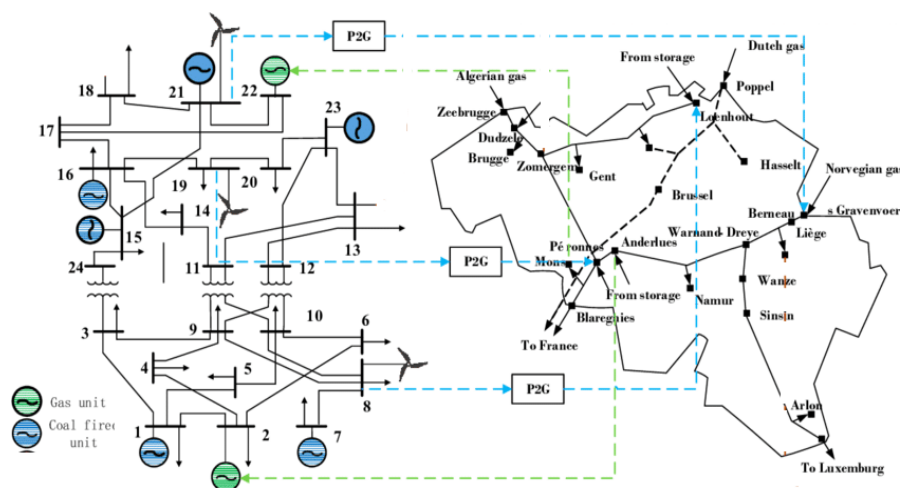 P2G
18
21
22
17
23
16
19
20
14
15
13
24
11
12
3
9
10
6
4
5
8
1
2
7
Gas unit
Coal fired
unit
P2G
P2G
Dutch gas
From storage
Poppel
Algerian gas
Zeebrugge
Loenhout
Dudzele
Brugge
Zomergem
Gent
Hasselt
Norvegian gas
Brussel
Berneau
s Gravenvoer
Warnand-Dreye
Liège
Péronnes
Anderlues
Mons
Wanze
From storage
Namur
Blaregnies
Sinsin
To France
Arlon
To Luxemburg